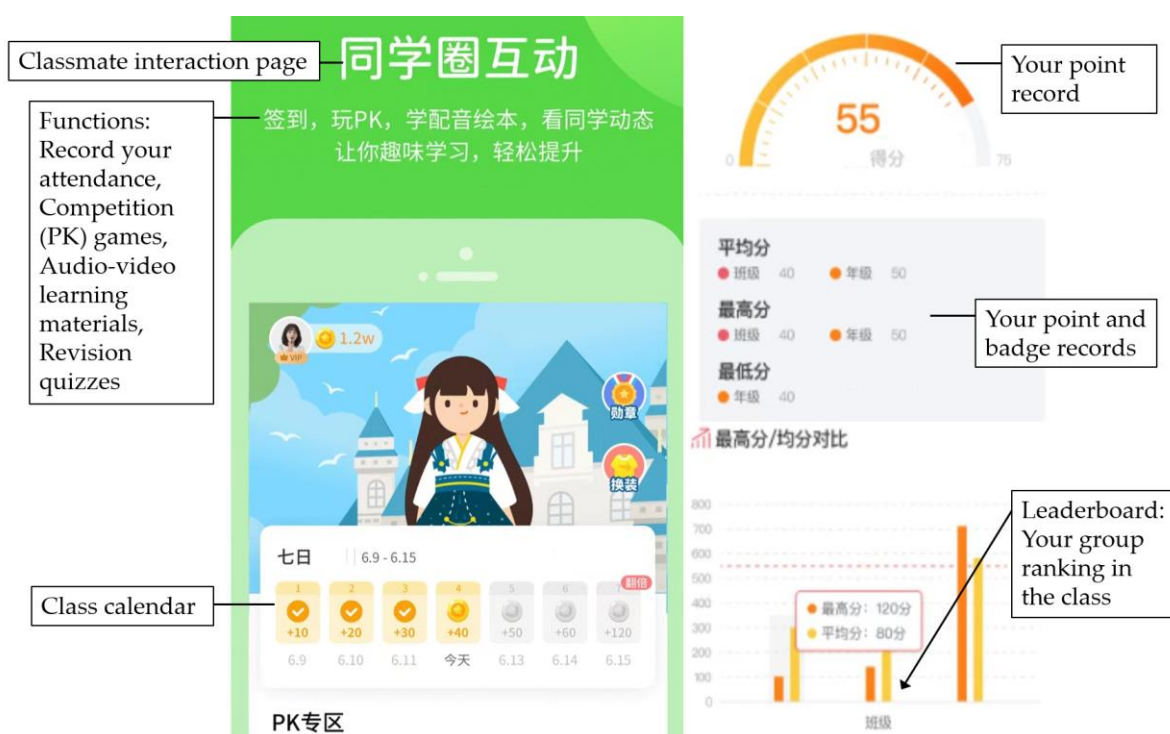 Classmate interaction page
同学圈互动
Functions:
Record your
attendance,
Competition
(PK) games,
Audio-video
learning
materials,
Revision
quizzes
签到，玩PK，学配音绘本，看同学动态
让你趣味学习，轻松提升
VIP
1.2w
勋章
换装
Class calendar
七日
6.9 - 6.15
翻倍
1 2 3 4 5 6 7
+10 +20 +30 +40 +50 +60 +120
6.9 6.10 6.11 今天 6.13 6.14 6.15
PK专区
55
得分
0 75
Your point
record
平均分
班级 40 年级 50
最高分
班级 40 年级 50
最低分
年级 40
Your point and
badge records
最高分/均分对比
800
700
600
500
400
300
200
100
0
最高分：120分
平均分：80分
班级
Leaderboard:
Your group
ranking in
the class